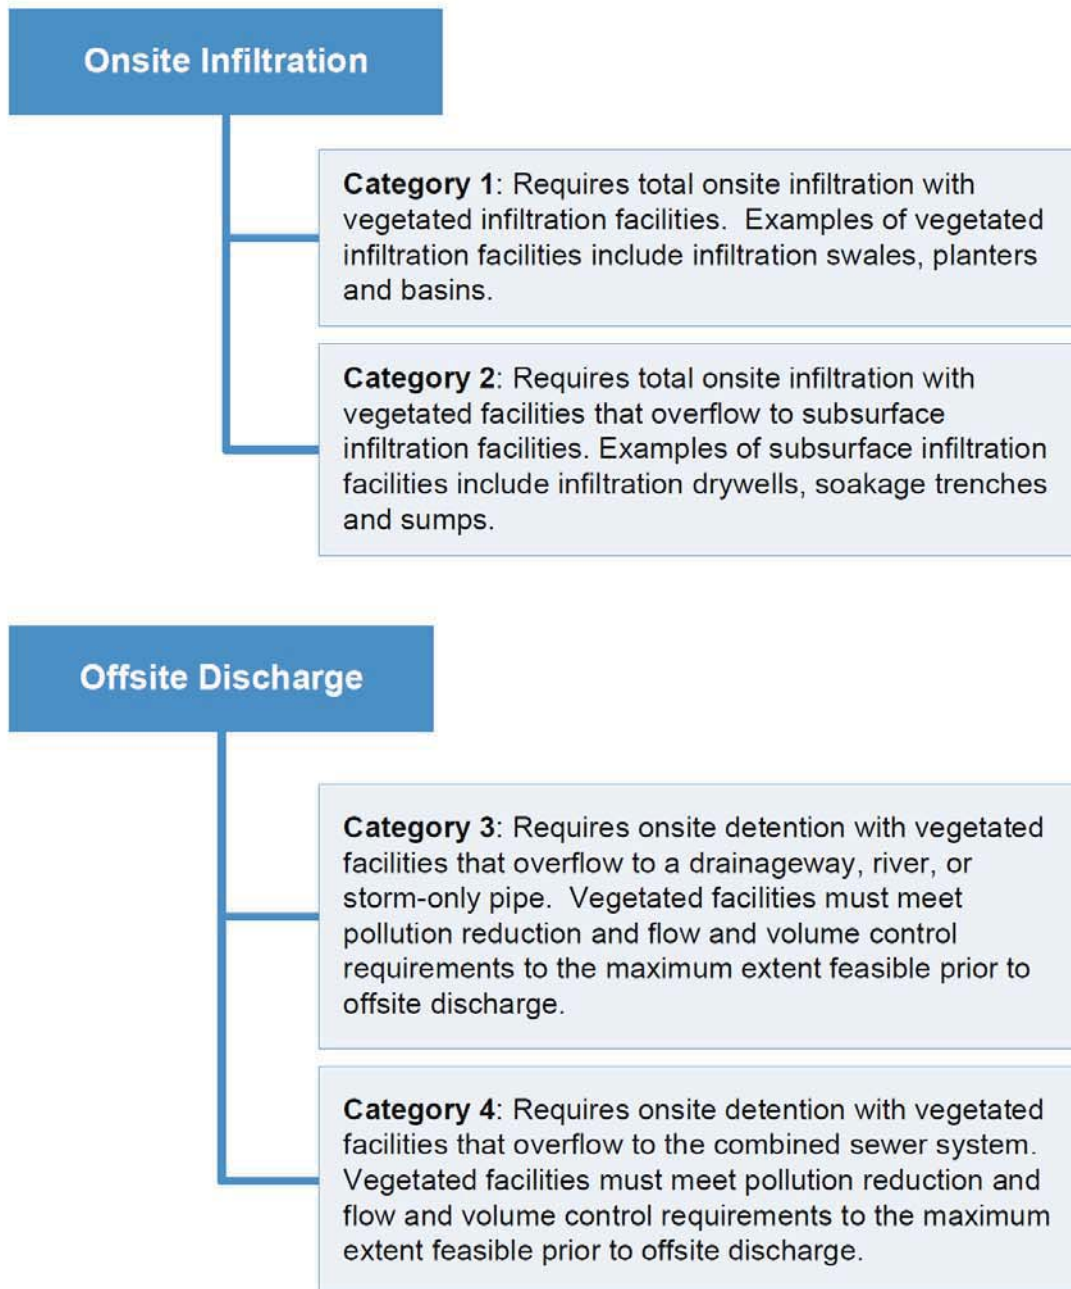 Onsite Infiltration
Category 1: Requires total onsite infiltration with
vegetated infiltration facilities.  Examples of vegetated
infiltration facilities include infiltration swales, planters
and basins.
Category 2: Requires total onsite infiltration with
vegetated facilities that overflow to subsurface
infiltration facilities. Examples of subsurface infiltration
facilities include infiltration drywells, soakage trenches
and sumps.
Offsite Discharge
Category 3: Requires onsite detention with vegetated
facilities that overflow to a drainageway, river, or
storm-only pipe.  Vegetated facilities must meet
pollution reduction and flow and volume control
requirements to the maximum extent feasible prior to
offsite discharge.
Category 4: Requires onsite detention with vegetated
facilities that overflow to the combined sewer system.
Vegetated facilities must meet pollution reduction and
flow and volume control requirements to the maximum
extent feasible prior to offsite discharge.